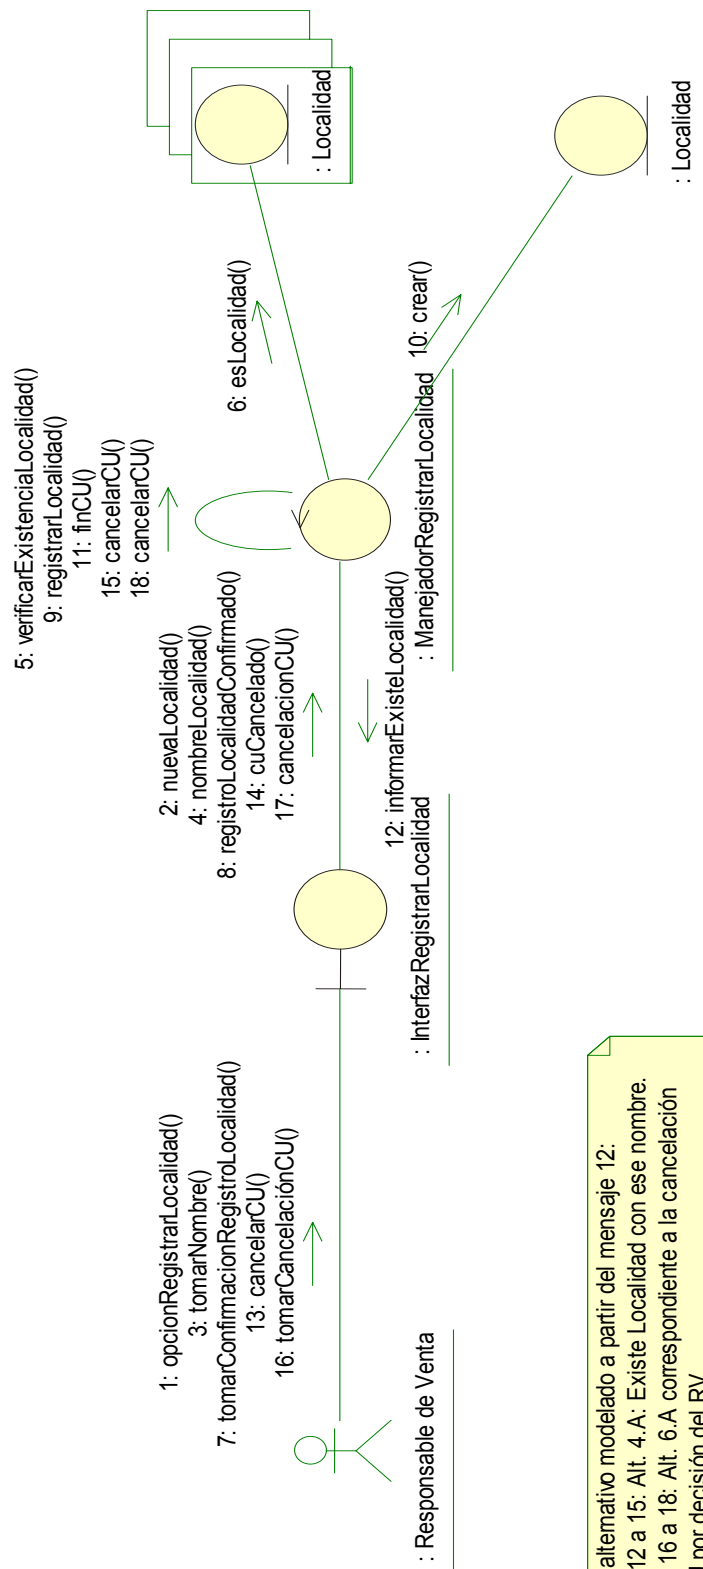 1: opcionRegistrarLocalidad()
3: tomarNombre()
7: tomarConfirmacionRegistroLocalidad()
13: cancelarCU()
16: tomarCancelaciónCU()
: Responsable de Venta
2: nuevaLocalidad()
4: nombreLocalidad()
8: registroLocalidadConfirmado()
14: cuCancelado()
17: cancelacionCU()
12: informarExisteLocalidad()
: InterfazRegistrarLocalidad
5: verificarExistenciaLocalidad()
9: registrarLocalidad()
11: finCU()
15: cancelarCU()
18: cancelarCU()
: ManejadorRegistrarLocalidad
6: esLocalidad()
: Localidad
10: crear()
: Localidad
alternativo modelado a partir del mensaje 12:
12 a 15: Alt. 4.A: Existe Localidad con ese nombre.
16 a 18: Alt. 6.A correspondiente a la cancelación
por decisión del RV